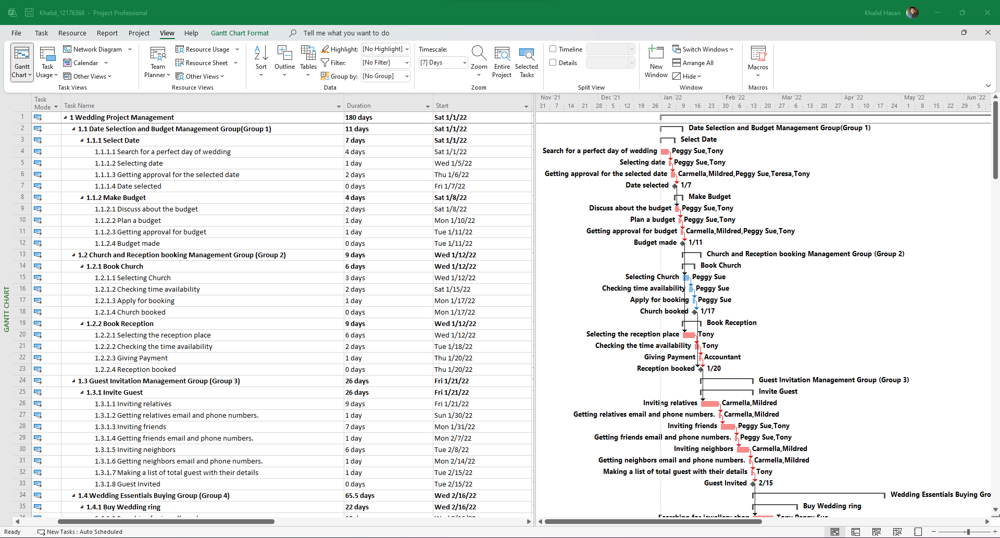 Khalid_12176368 - Project Professional
Khalid Hasan
File Task Resource Report Project View Help Gantt Chart Format Tell me what you want to do
Gantt Chart
Task Usage
Network Diagram
Calendar
Other Views
Task Views
Team Planner
Resource Usage
Resource Sheet
Other Views
Resource Views
Sort
Outline
Tables
Highlight: [No Highlight]
Filter: [No Filter]
Group by: [No Group]
Data
Timescale:
[7] Days
Zoom
Entire Project
Selected Tasks
Zoom
Timeline
Details
Split View
New Window
Switch Windows
Arrange All
Hide
Window
Macros
Macros
GANTT CHART
Task Mode Task Name Duration Start
1 1 Wedding Project Management 180 days Sat 1/1/22
2 1.1 Date Selection and Budget Management Group(Group 1) 11 days Sat 1/1/22
3 1.1.1 Select Date 7 days Sat 1/1/22
4 1.1.1.1 Search for a perfect day of wedding 4 days Sat 1/1/22
5 1.1.1.2 Selecting date 1 day Wed 1/5/22
6 1.1.1.3 Getting approval for the selected date 2 days Thu 1/6/22
7 1.1.1.4 Date selected 0 days Fri 1/7/22
8 1.1.2 Make Budget 4 days Sat 1/8/22
9 1.1.2.1 Discuss about the budget 2 days Sat 1/8/22
10 1.1.2.2 Plan a budget 1 day Mon 1/10/22
11 1.1.2.3 Getting approval for budget 1 day Tue 1/11/22
12 1.1.2.4 Budget made 0 days Tue 1/11/22
13 1.2 Church and Reception booking Management Group (Group 2) 9 days Wed 1/12/22
14 1.2.1 Book Church 6 days Wed 1/12/22
15 1.2.1.1 Selecting Church 3 days Wed 1/12/22
16 1.2.1.2 Checking time availability 2 days Sat 1/15/22
17 1.2.1.3 Apply for booking 1 day Mon 1/17/22
18 1.2.1.4 Church booked 0 days Mon 1/17/22
19 1.2.2 Book Reception 9 days Wed 1/12/22
20 1.2.2.1 Selecting the reception place 6 days Wed 1/12/22
21 1.2.2.2 Checking the time availability 2 days Tue 1/18/22
22 1.2.2.3 Giving Payment 1 day Thu 1/20/22
23 1.2.2.4 Reception booked 0 days Thu 1/20/22
24 1.3 Guest Invitation Management Group (Group 3) 26 days Fri 1/21/22
25 1.3.1 Invite Guest 26 days Fri 1/21/22
26 1.3.1.1 Inviting relatives 9 days Fri 1/21/22
27 1.3.1.2 Getting relatives email and phone numbers. 1 day Sun 1/30/22
28 1.3.1.3 Inviting friends 7 days Mon 1/31/22
29 1.3.1.4 Getting friends email and phone numbers. 1 day Mon 2/7/22
30 1.3.1.5 Inviting neighbors 6 days Tue 2/8/22
31 1.3.1.6 Getting neighbors email and phone numbers. 1 day Mon 2/14/22
32 1.3.1.7 Making a list of total guest with their details 1 day Tue 2/15/22
33 1.3.1.8 Guest Invited 0 days Tue 2/15/22
34 1.4 Wedding Essentials Buying Group (Group 4) 65.5 days Wed 2/16/22
35 1.4.1 Buy Wedding ring 22 days Wed 2/16/22
Nov '21 Dec '21 Jan '22 Feb '22 Mar '22 Apr '22 May '22 Jun '22
31 7 14 21 28 5 12 19 26 2 9 16 23 30 6 13 20 27 6 13 20 27 3 10 17 24 1 8 15 22 29 5
Date Selection and Budget Management Group(Group 1)
Select Date
Search for a perfect day of wedding Peggy Sue,Tony
Selecting date Peggy Sue,Tony
Getting approval for the selected date Carmella,Mildred,Peggy Sue,Teresa,Tony
Date selected 1/7
Make Budget
Discuss about the budget Peggy Sue,Tony
Plan a budget Peggy Sue,Tony
Getting approval for budget Carmella,Mildred,Peggy Sue,Tony
Budget made 1/11
Church and Reception booking Management Group (Group 2)
Book Church
Selecting Church Peggy Sue
Checking time availability Peggy Sue
Apply for booking Peggy Sue
Church booked 1/17
Book Reception
Selecting the reception place Tony
Checking the time availability Tony
Giving Payment Accountant
Reception booked 1/20
Guest Invitation Management Group (Group 3)
Invite Guest
Inviting relatives Carmella,Mildred
Getting relatives email and phone numbers. Carmella,Mildred
Inviting friends Peggy Sue,Tony
Getting friends email and phone numbers. Peggy Sue,Tony
Inviting neighbors Carmella,Mildred
Getting neighbors email and phone numbers. Carmella,Mildred
Making a list of total guest with their details Tony
Guest Invited 2/15
Wedding Essentials Buying Gro
Buy Wedding ring
Ready New Tasks : Auto Scheduled